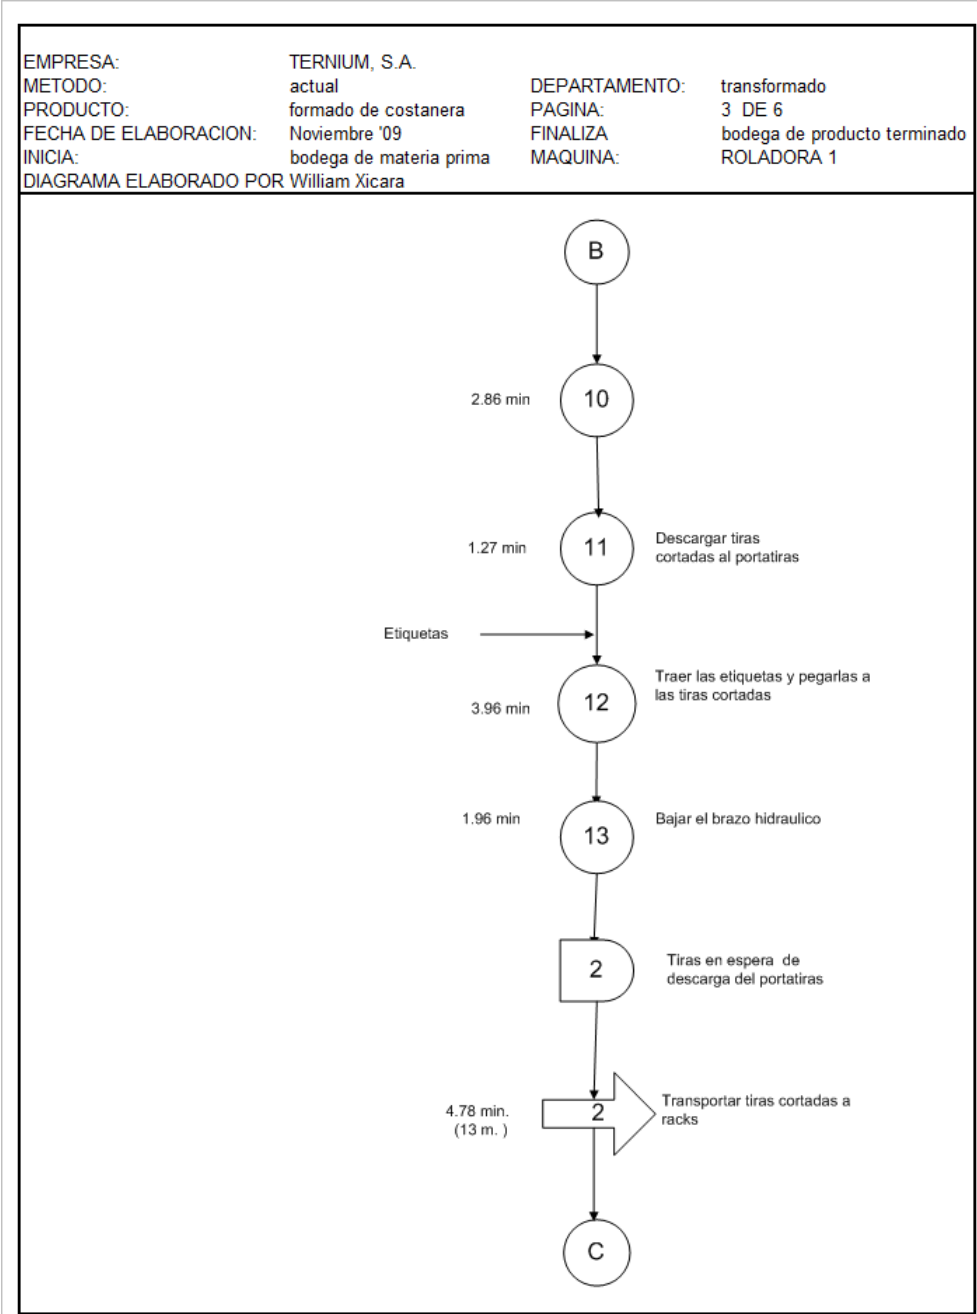 EMPRESA: TERNIUM, S.A.
METODO: actual DEPARTAMENTO: transformado
PRODUCTO: formado de costanera PAGINA: 3 DE 6
FECHA DE ELABORACION: Noviembre '09 FINALIZA bodega de producto terminado
INICIA: bodega de materia prima MAQUINA: ROLADORA 1
DIAGRAMA ELABORADO POR William Xicara
B
2.86 min 10
1.27 min 11 Descargar tiras
cortadas al portatiras
Etiquetas
3.96 min 12 Traer las etiquetas y pegarlas a
las tiras cortadas
1.96 min 13 Bajar el brazo hidraulico
2 Tiras en espera de
descarga del portatiras
4.78 min. 2 Transportar tiras cortadas a
(13 m. ) racks
C